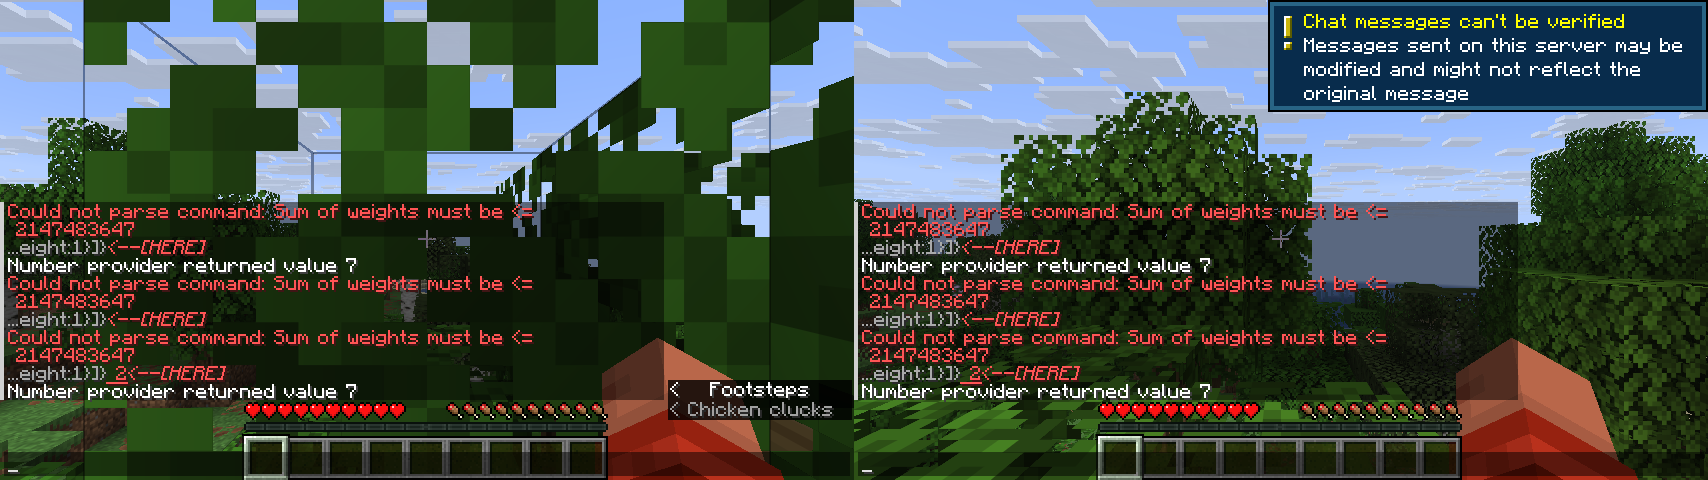 Could not parse command: Sum of weights must be <=
2147483647
...eight:1}]}<--[HERE]
Number provider returned value 7
Could not parse command: Sum of weights must be <=
2147483647
...eight:1}]}<--[HERE]
Could not parse command: Sum of weights must be <=
2147483647
...eight:1}]} 2<--[HERE]
Number provider returned value 7
< Footsteps
< Chicken clucks
_
Chat messages can't be verified
Messages sent on this server may be
modified and might not reflect the
original message
Could not parse command: Sum of weights must be <=
2147483647
...eight:1}]}<--[HERE]
Number provider returned value 7
Could not parse command: Sum of weights must be <=
2147483647
...eight:1}]}<--[HERE]
Could not parse command: Sum of weights must be <=
2147483647
...eight:1}]} 2<--[HERE]
Number provider returned value 7
_